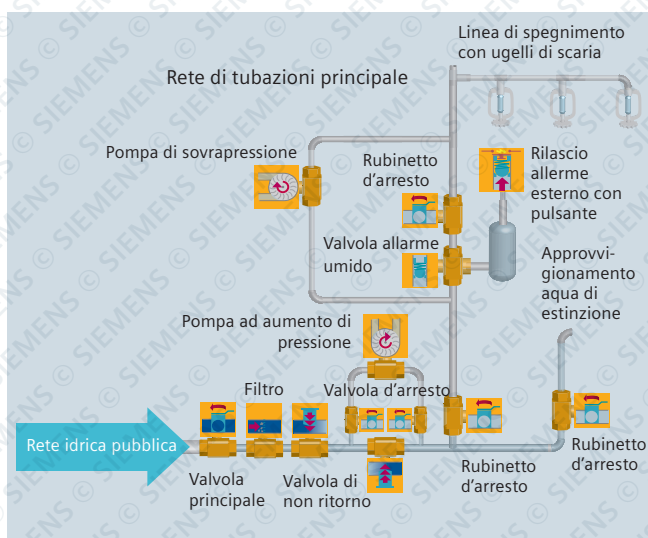 Linea di spegnimento
con ugelli di scaria
Rete di tubazioni principale
Pompa di sovrapressione
Rubinetto
d'arresto
Rilascio
allerme
esterno con
pulsante
Valvola allarme
umido
Approvvi-
gionamento
aqua di
estinzione
Pompa ad aumento di
pressione
Filtro
Valvola d'arresto
Rete idrica pubblica
Valvola
principale
Valvola di
non ritorno
Rubinetto
d'arresto
Rubinetto
d'arresto
© SIEMENS